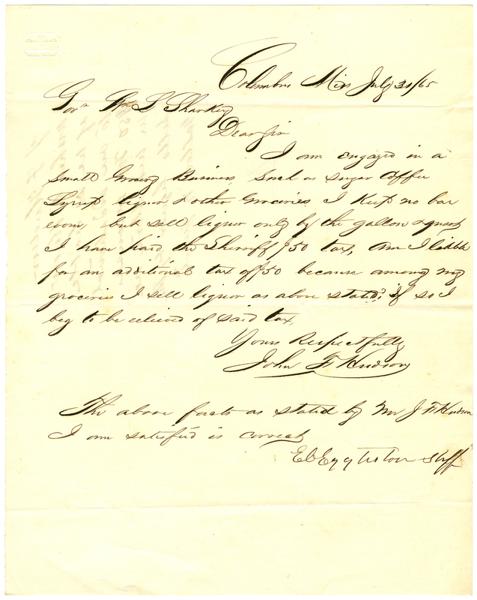 Columbus Miss July 30/65
Gov. Wm L Sharkey
Dear Sir
I am engaged in a
Small Grocery Business Such as Sugar Coffee
Syrup liquor & other Groceries I keep no bar
room, but sell liquor only by the gallon & quart
I have paid the Sheriff $50 tax, Am I liable
for an additional tax of $50 because among my
groceries I sell liquor as above stated? if so I
beg to be relieved of said tax
Yours Respectfully
John F Hudson
The above facts as stated by Mr J F Hudson
I am satisfied is correct
Shff